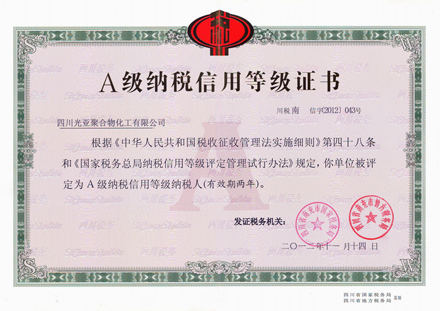 A级纳税信用等级证书
川税 南 信字(2012) 043号
四川光亚聚合物化工有限公司
根据《中华人民共和国税收征收管理法实施细则》第四十八条
和《国家税务总局纳税信用等级评定管理试行办法》规定,你单位被评
定为 A 级纳税信用等级纳税人(有效期两年)。
发证税务机关:
二〇一二年十一月十四日
四川省国家税务局
四川省地方税务局